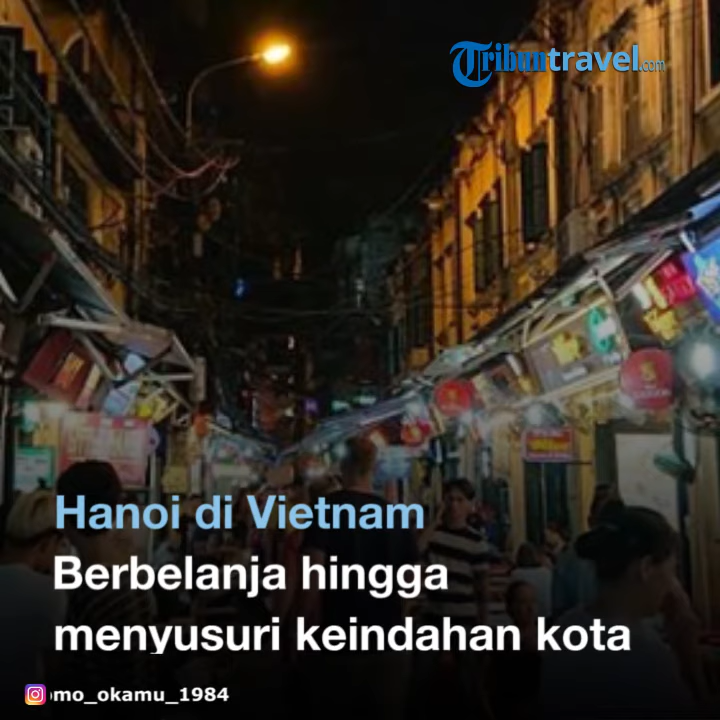 Tribuntravel.com
Hanoi di Vietnam
Berbelanja hingga
menyusuri keindahan kota
mo_okamu_1984